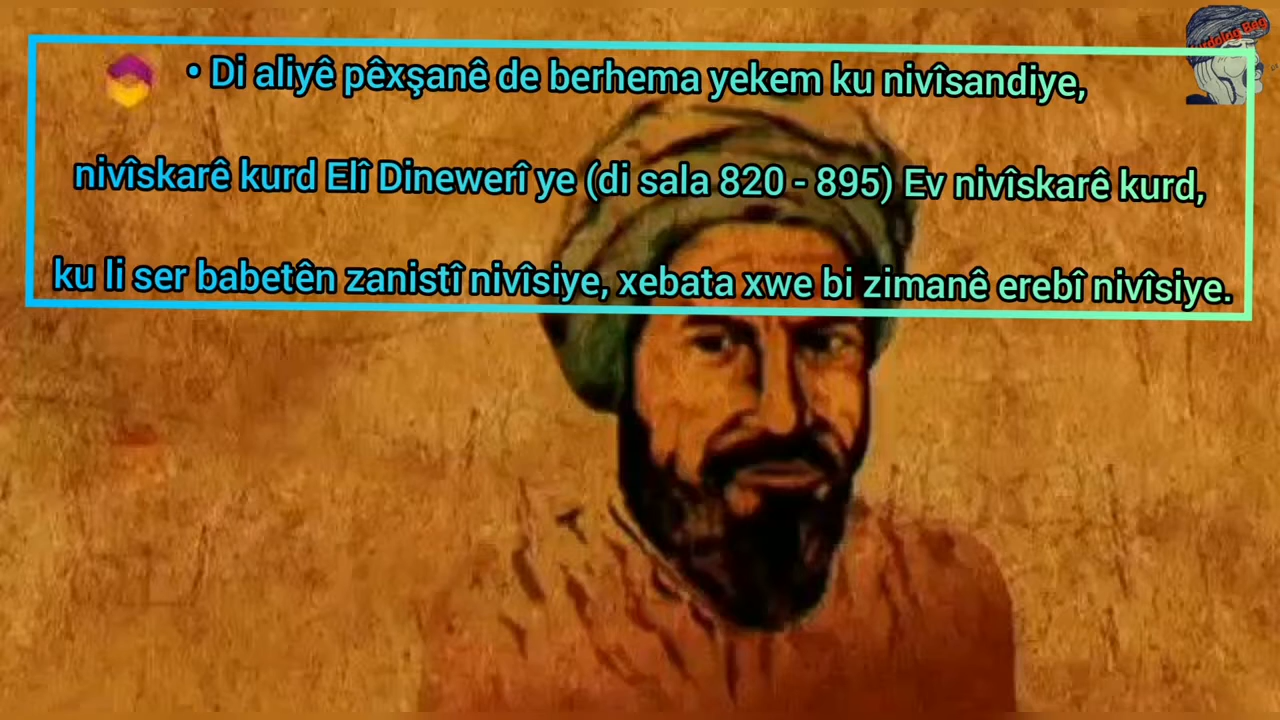 • Di aliyê pêxşanê de berhema yekem ku nivîsandiye,
nivîskarê kurd Elî Dinewerî ye (di sala 820 - 895) Ev nivîskarê kurd,
ku li ser babetên zanistî nivîsiye, xebata xwe bi zimanê erebî nivîsiye.